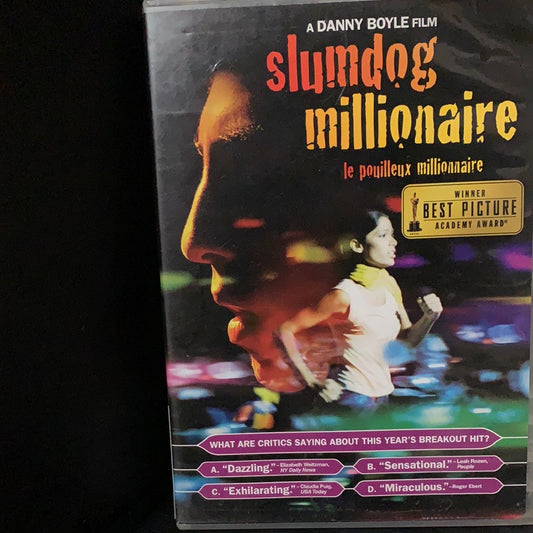 A DANNY BOYLE FILM
slumdog
millionaire
le pouilleux millionnaire
WINNER
BEST PICTURE
ACADEMY AWARD®
WHAT ARE CRITICS SAYING ABOUT THIS YEAR'S BREAKOUT HIT?
A. "Dazzling." –Elizabeth Weitzman,
NY Daily News
B. "Sensational." –Leah Rozen,
People
C. "Exhilarating." –Claudia Puig,
USA Today
D. "Miraculous." –Roger Ebert